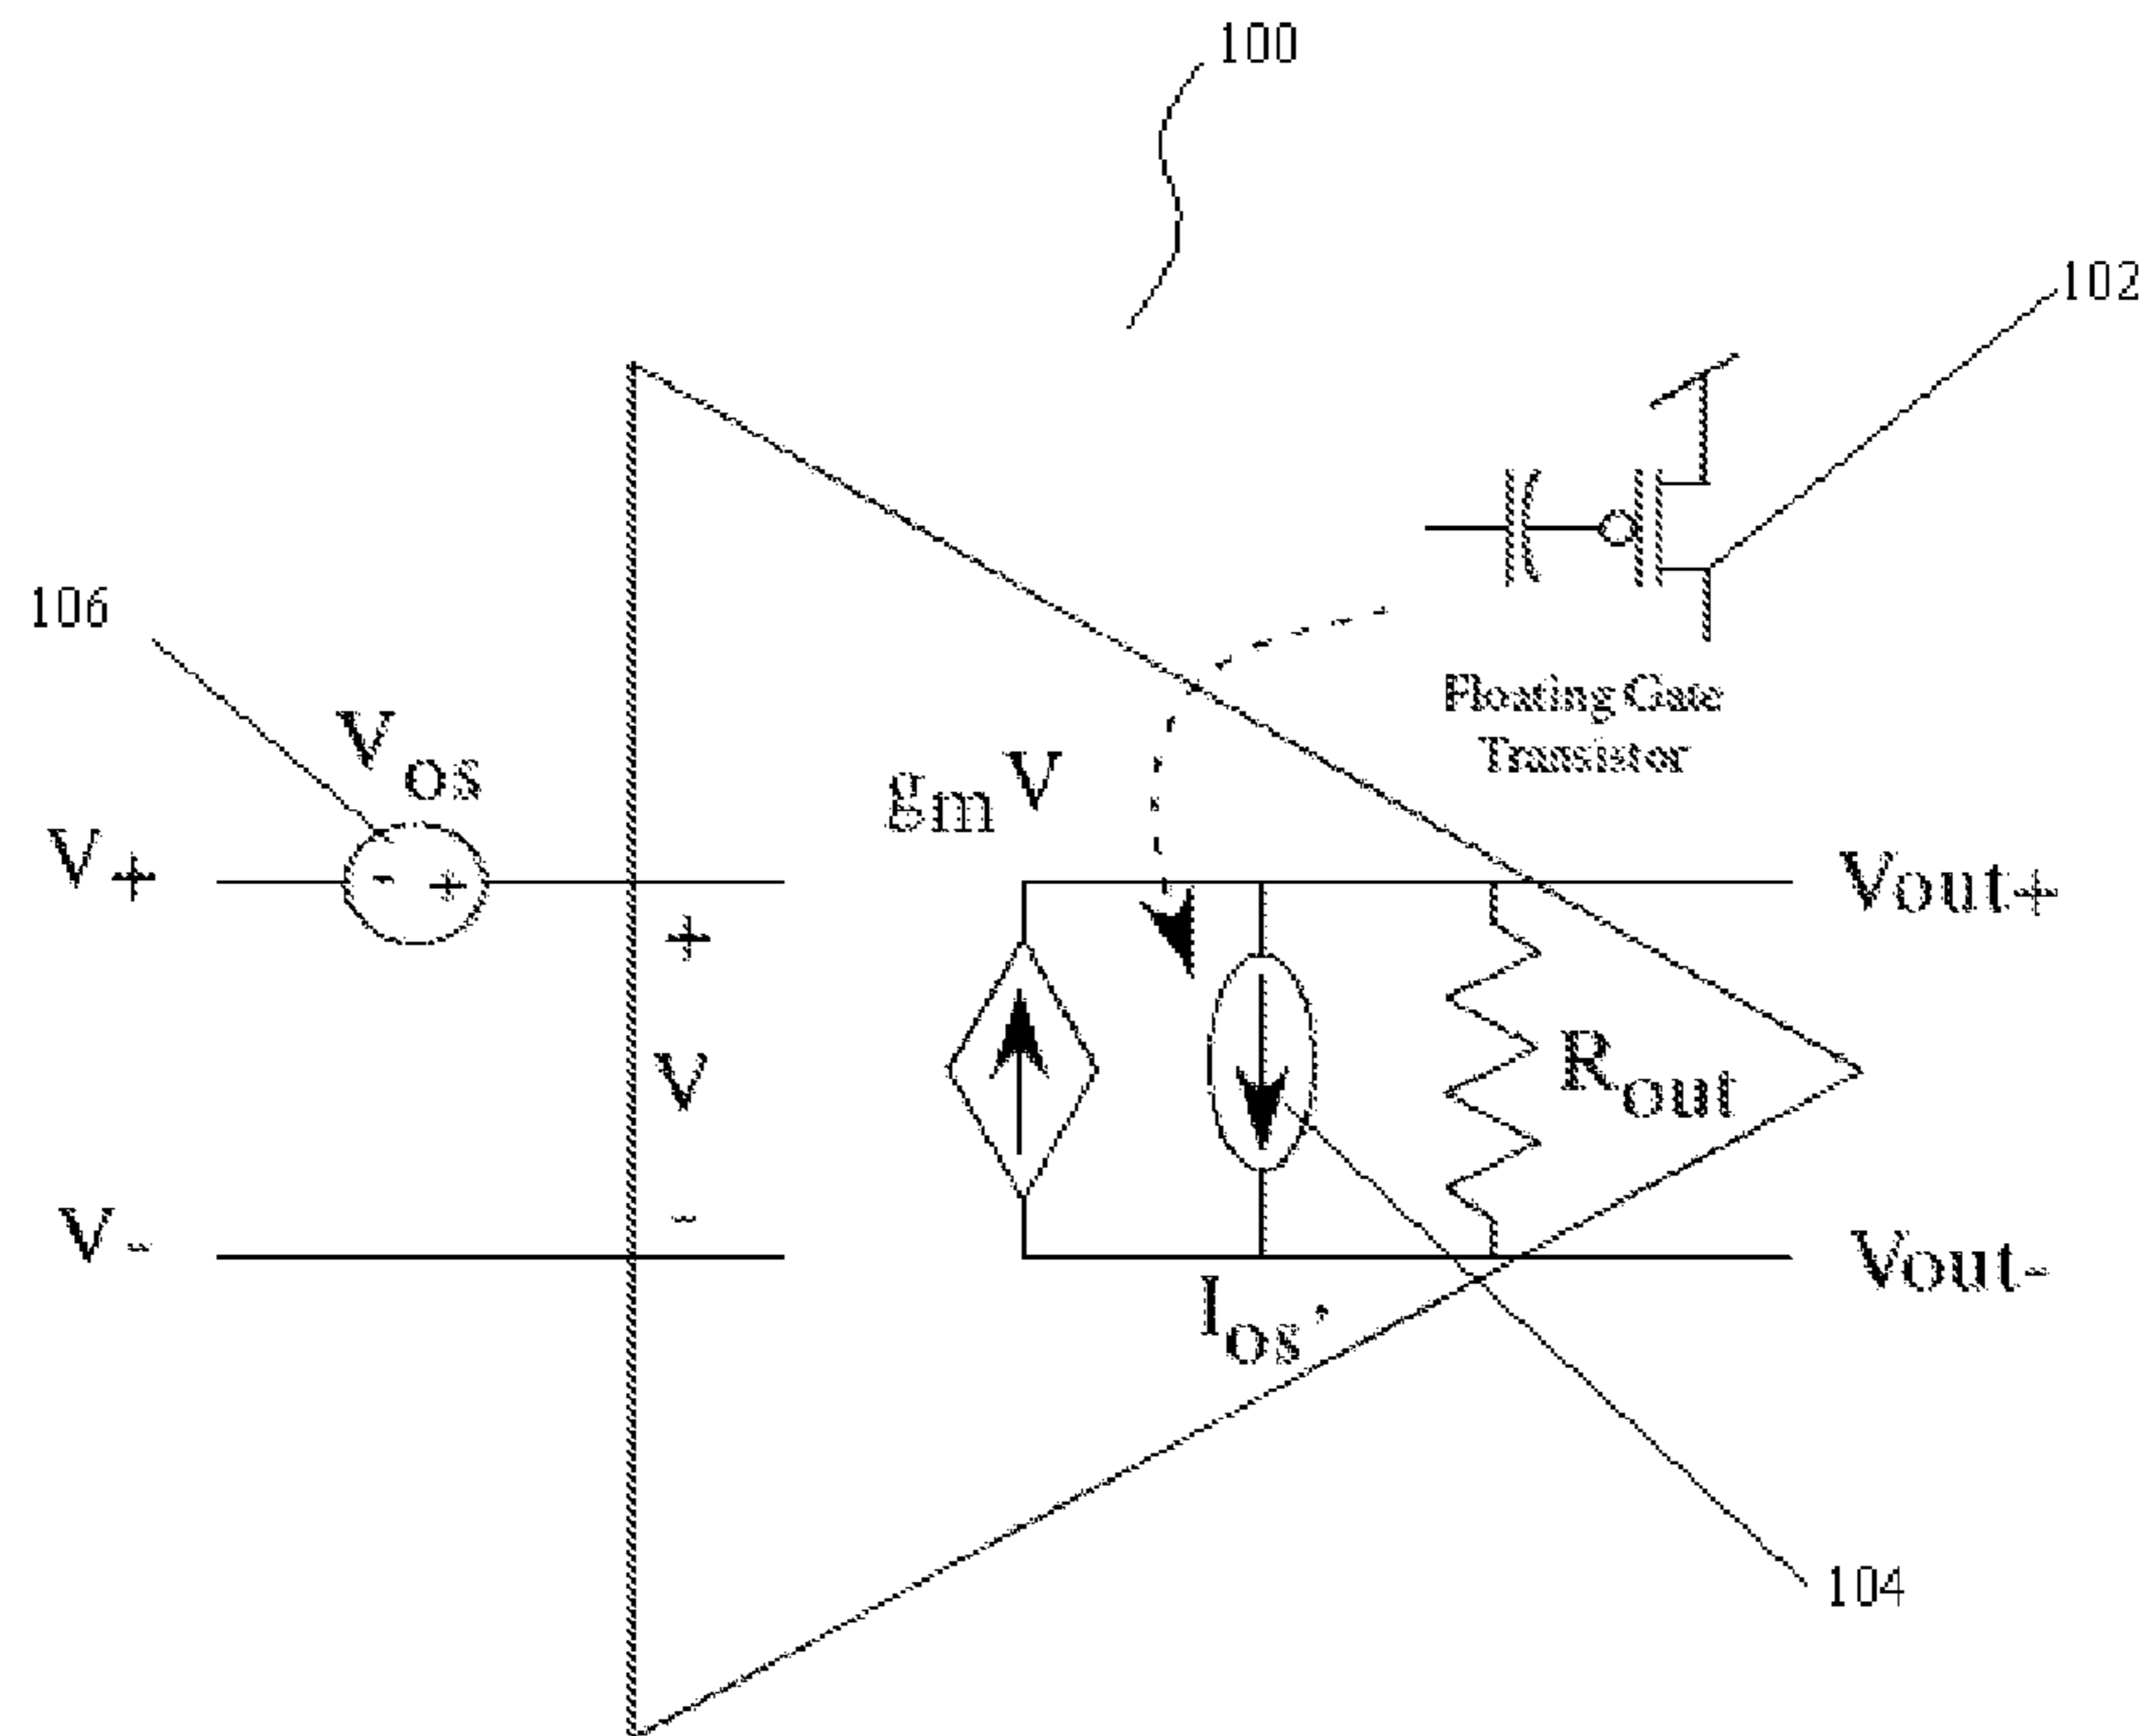 100
102
106
Floating Gate
Transistor
Vos
gmV
V+
- +
Vout+
+
V
Rout
-
V-
Vout-
Ios'
104